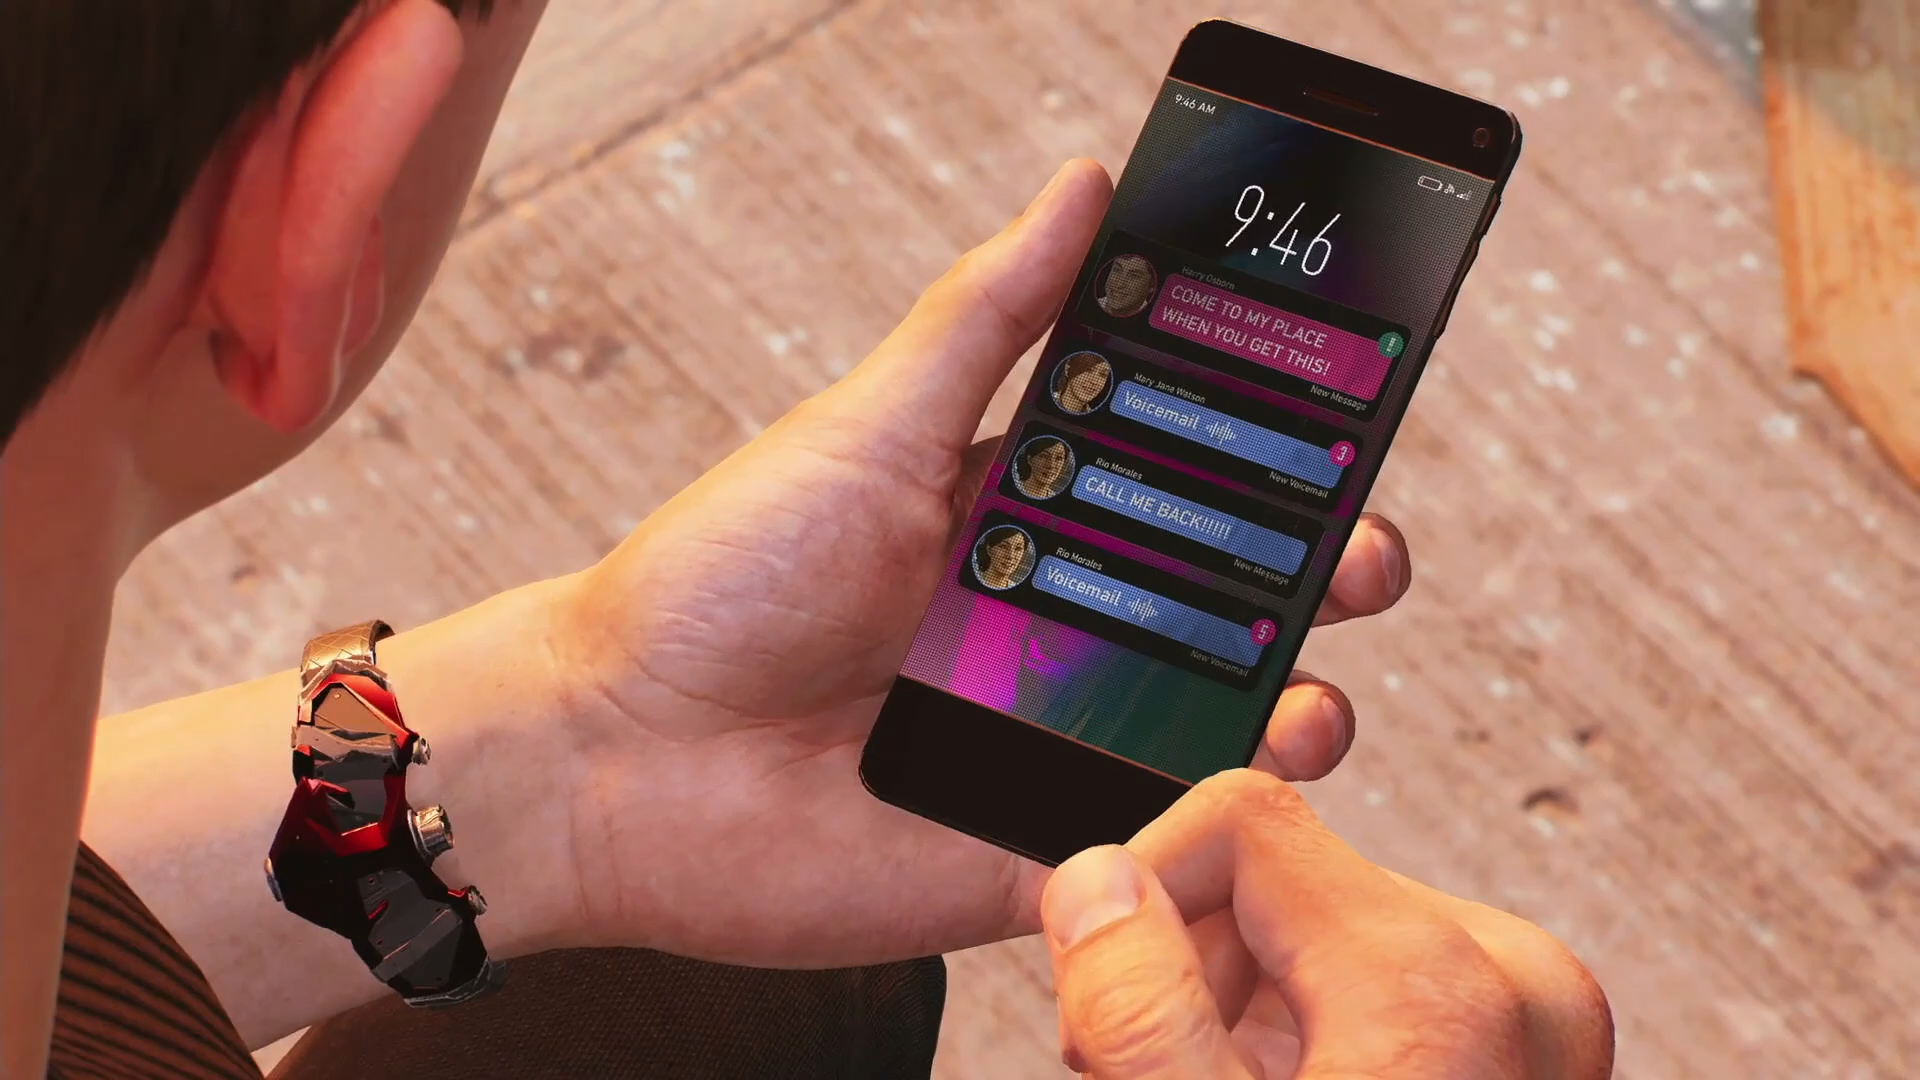 9:46 AM
9:46
Harry Osborn
COME TO MY PLACE
WHEN YOU GET THIS!
!
New Message
Mary Jane Watson
Voicemail
3
New Voicemail
Rio Morales
CALL ME BACK!!!!!
New Message
Rio Morales
Voicemail
5
New Voicemail